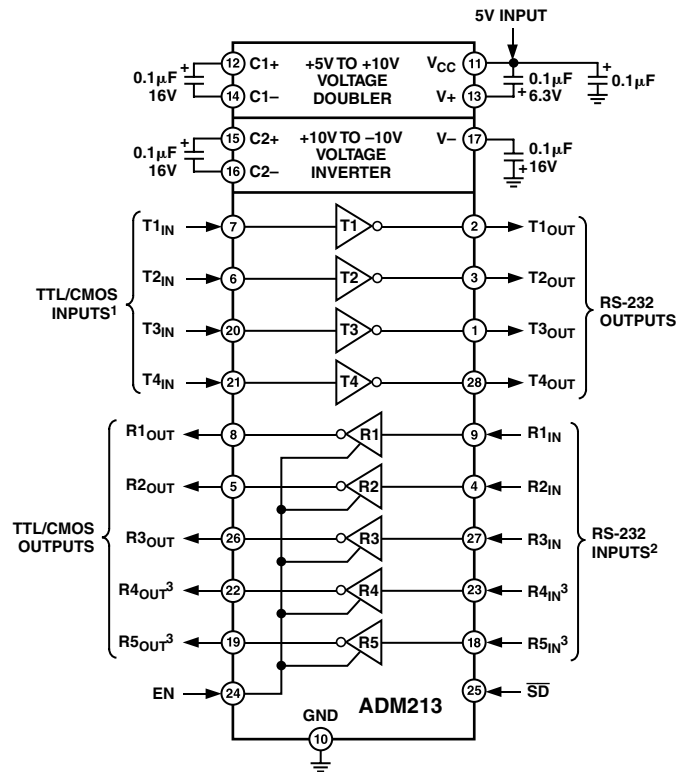 5V INPUT
0.1μF
16V
12 C1+
14 C1–
+5V TO +10V
VOLTAGE
DOUBLER
VCC 11
V+ 13
0.1μF
6.3V
0.1μF
0.1μF
16V
15 C2+
16 C2–
+10V TO –10V
VOLTAGE
INVERTER
V– 17
0.1μF
16V
TTL/CMOS
INPUTS1
T1IN 7 T1 2 T1OUT
T2IN 6 T2 3 T2OUT
T3IN 20 T3 1 T3OUT
T4IN 21 T4 28 T4OUT
RS-232
OUTPUTS
TTL/CMOS
OUTPUTS
R1OUT 8 R1 9 R1IN
R2OUT 5 R2 4 R2IN
R3OUT 26 R3 27 R3IN
R4OUT3 22 R4 23 R4IN3
R5OUT3 19 R5 18 R5IN3
RS-232
INPUTS2
EN 24
25 SD
ADM213
GND
10